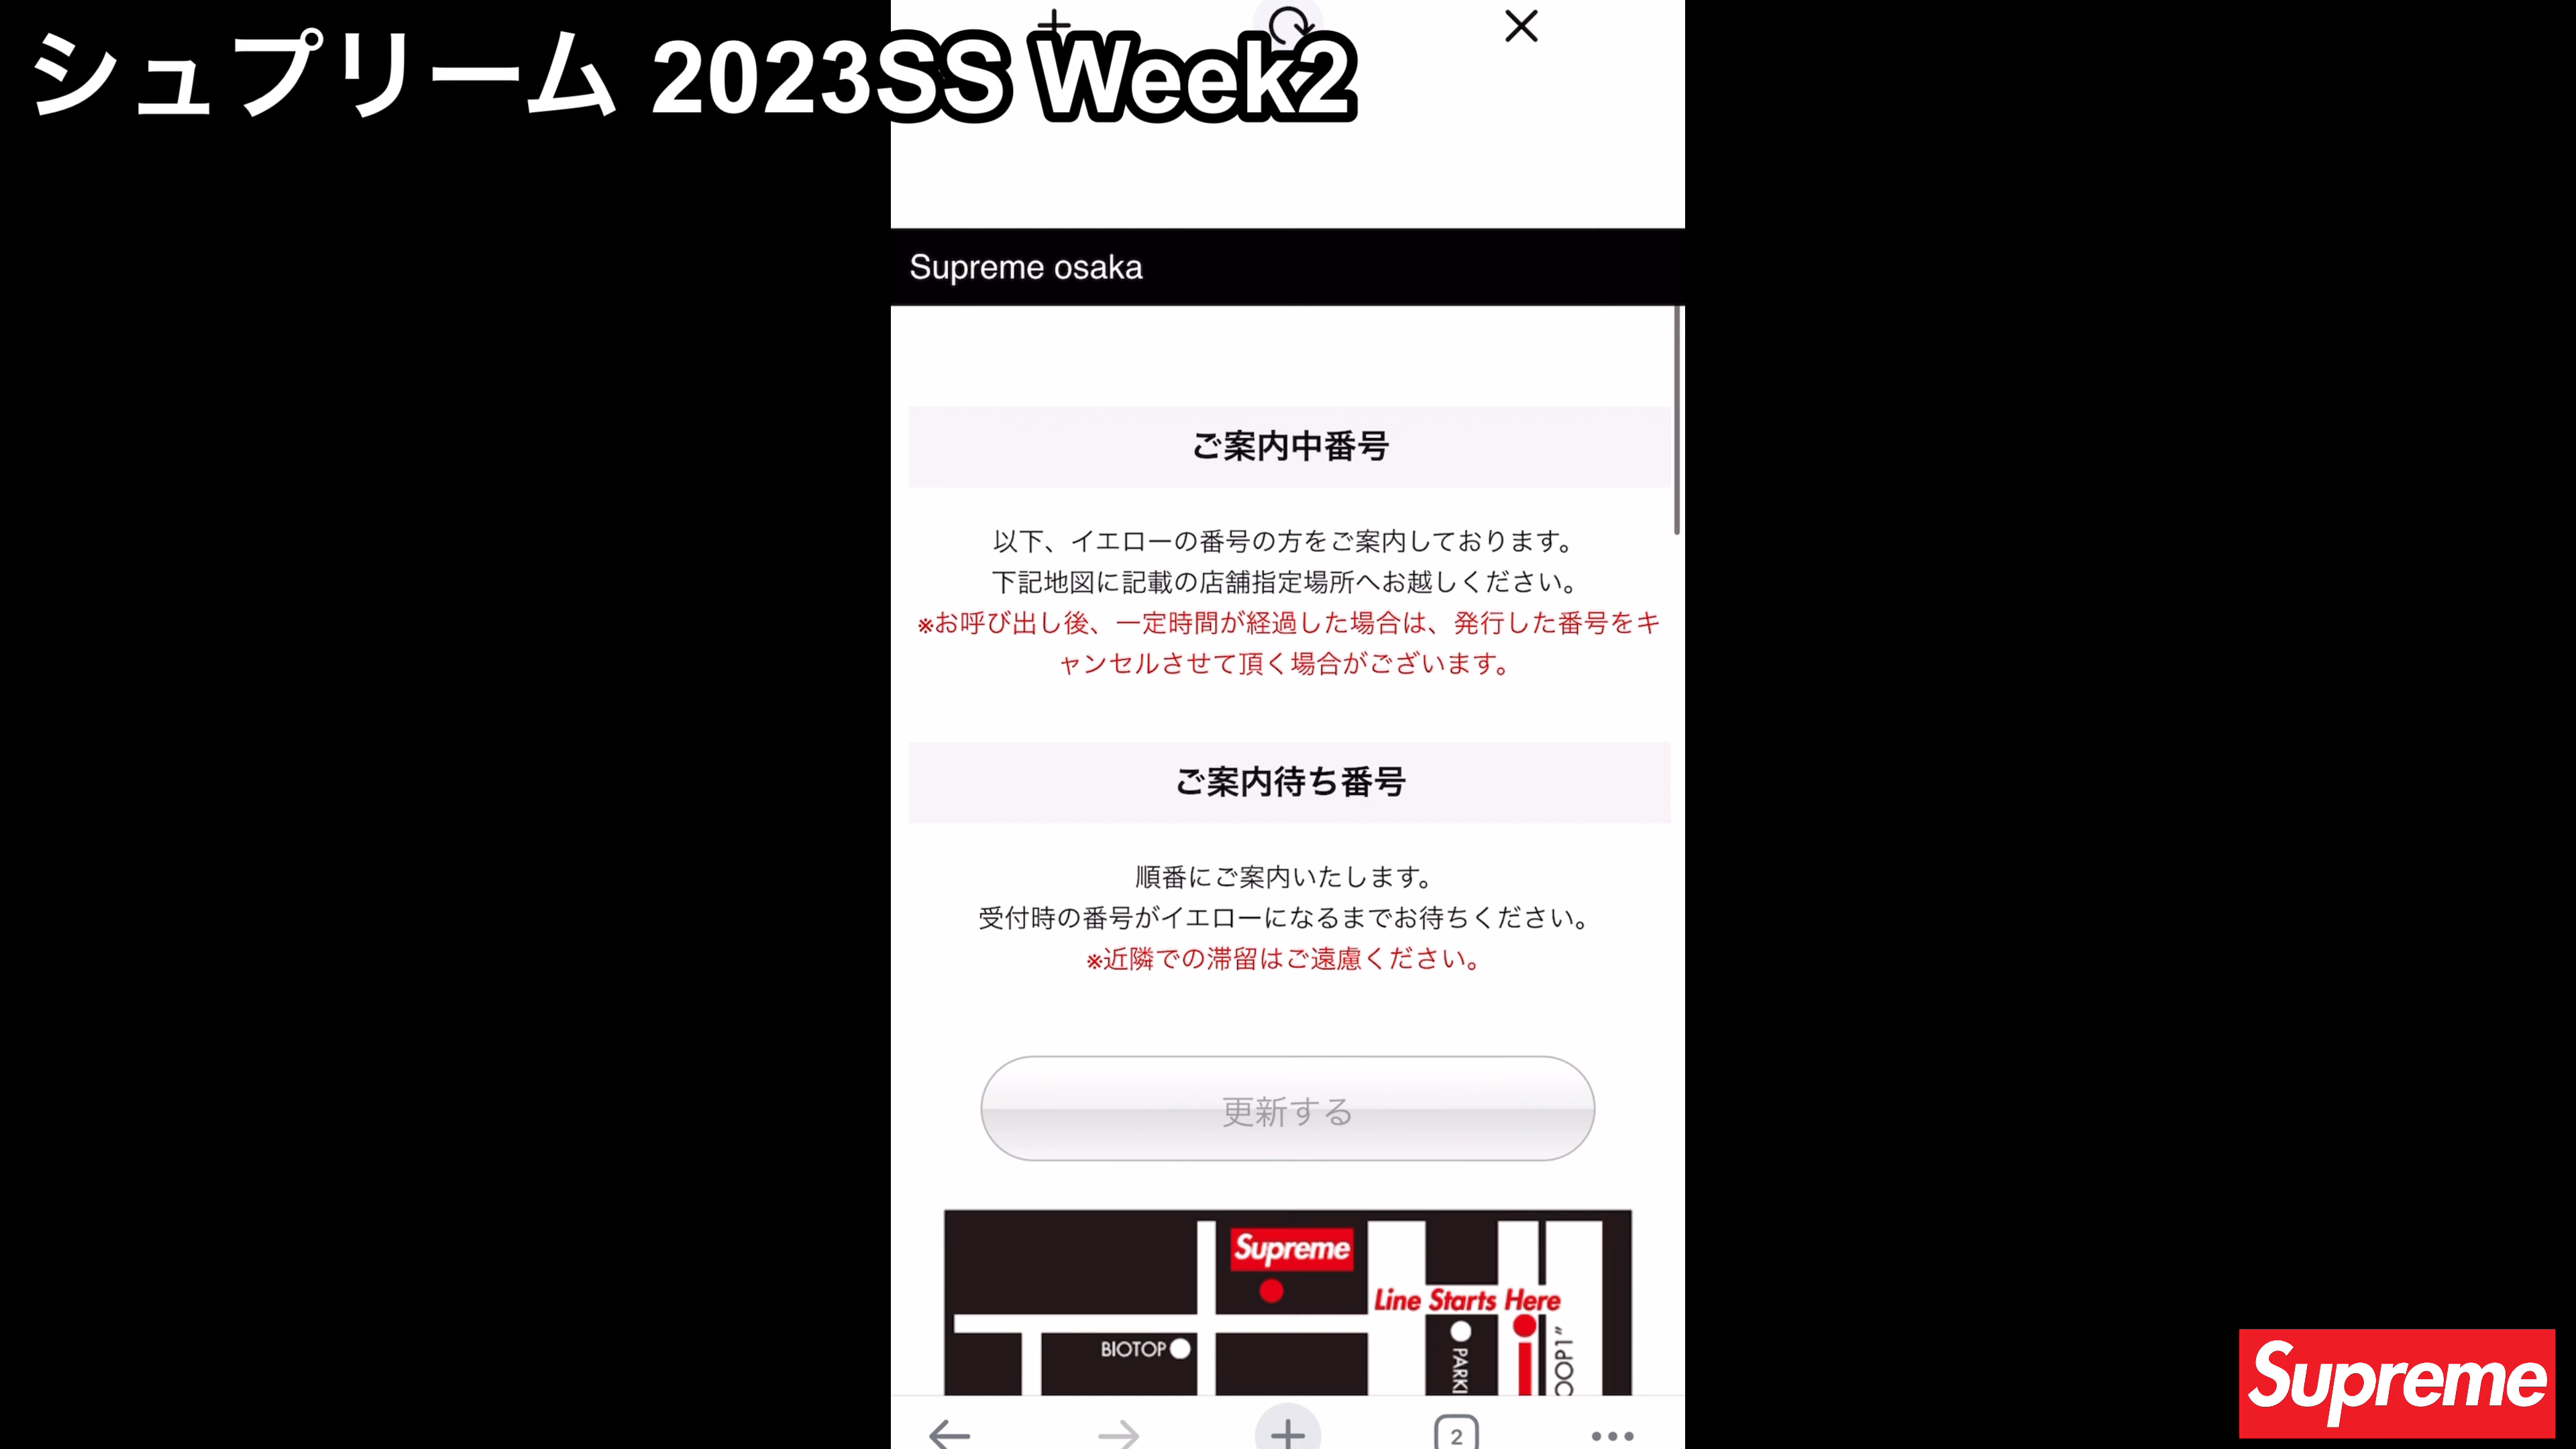 シュプリーム 2023SS Week2
Supreme osaka
ご案内中番号
以下、イエローの番号の方をご案内しております。
下記地図に記載の店舗指定場所へお越しください。
※お呼び出し後、一定時間が経過した場合は、発行した番号をキ
ャンセルさせて頂く場合がございます。
ご案内待ち番号
順番にご案内いたします。
受付時の番号がイエローになるまでお待ちください。
※近隣での滞留はご遠慮ください。
更新する
Supreme
Line Starts Here
BIOTOP
PARKI
OOP1”
2
Supreme